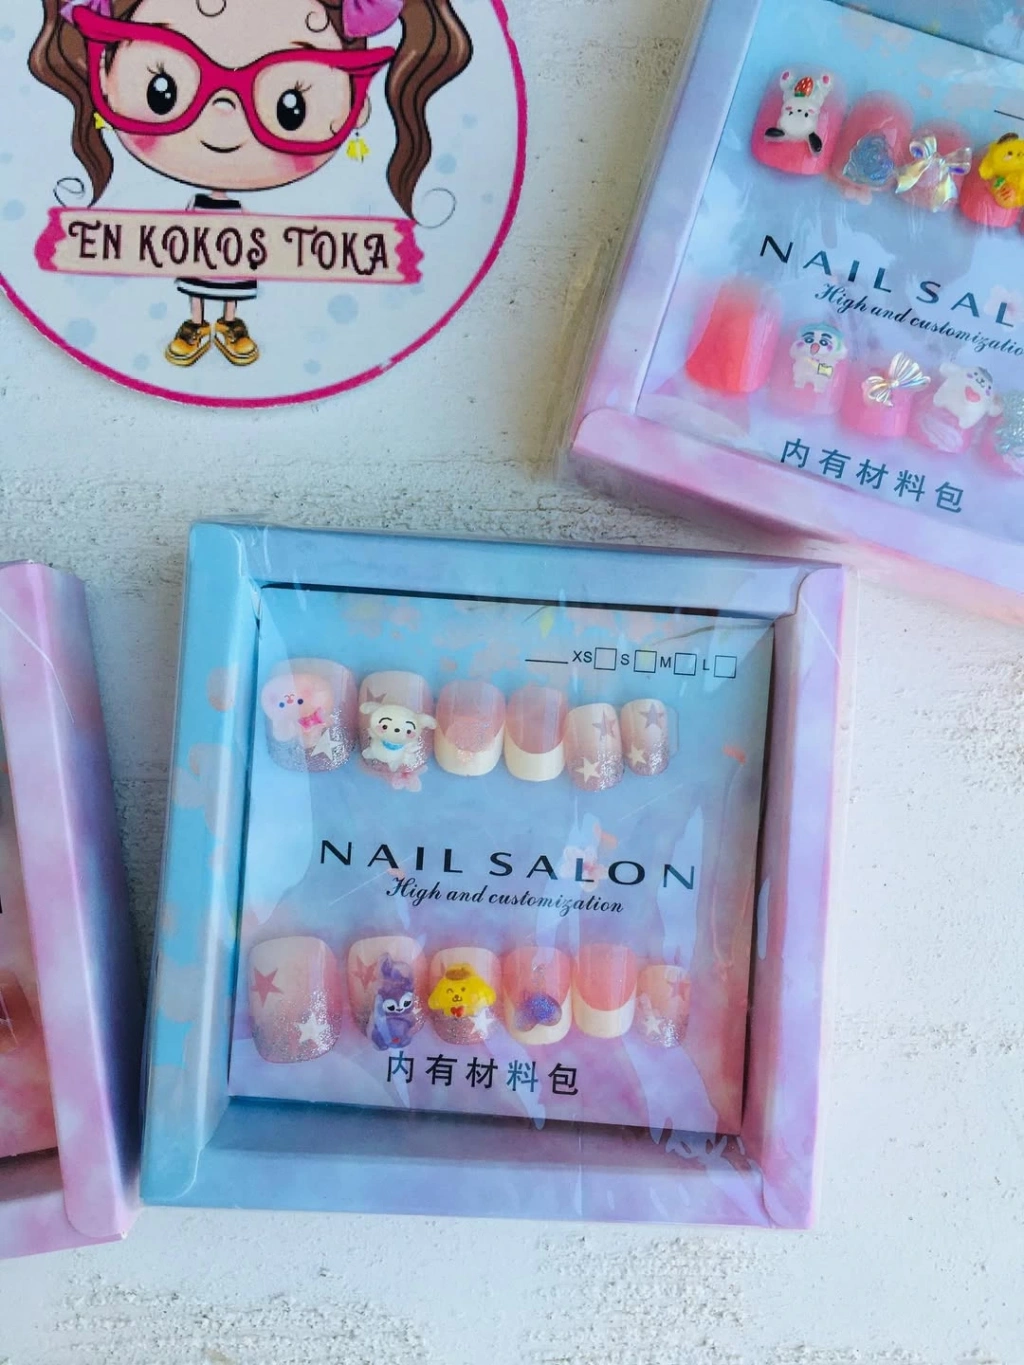 EN KOKOŞ TOKA
NAIL SAL
High and customizatio
内有材料包
XS S M L
NAIL SALON
High and customization
内有材料包